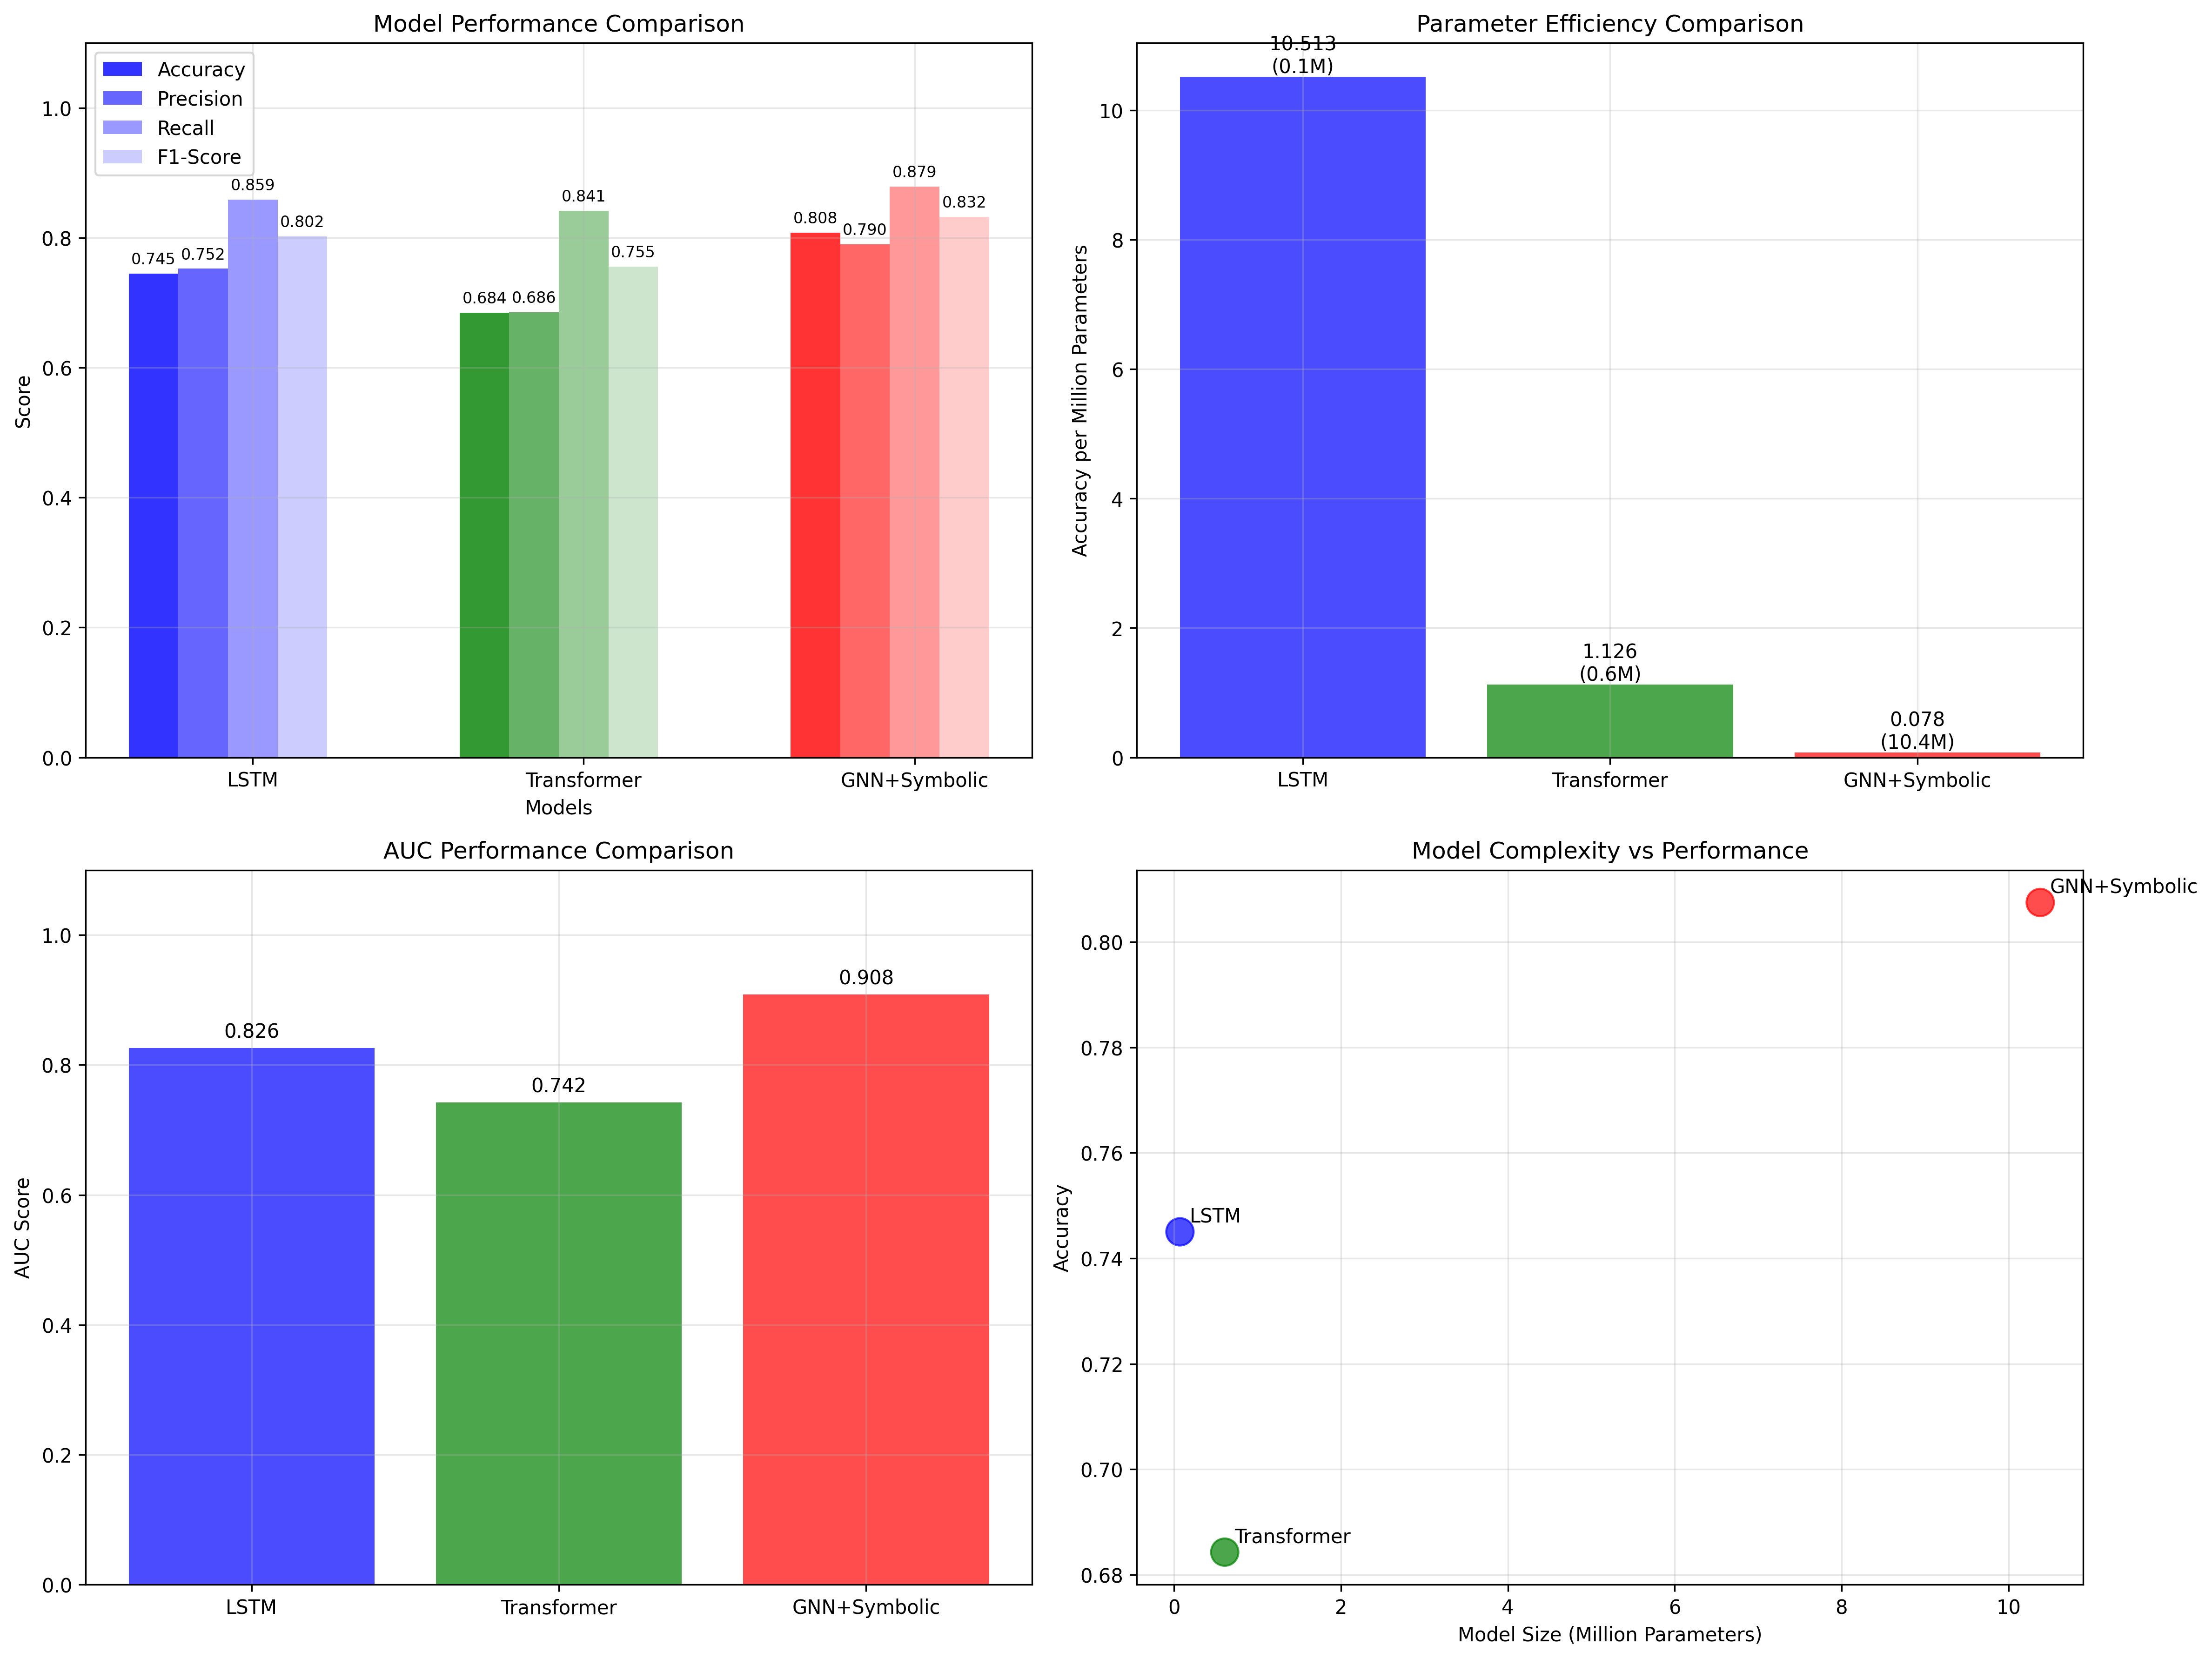 Model Performance Comparison
Accuracy
Precision
Recall
F1-Score
0.745
0.752
0.859
0.802
0.684
0.686
0.841
0.755
0.808
0.790
0.879
0.832
1.0
0.8
0.6
0.4
0.2
0.0
Score
LSTM
Transformer
GNN+Symbolic
Models
Parameter Efficiency Comparison
10.513
(0.1M)
1.126
(0.6M)
0.078
(10.4M)
10
8
6
4
2
0
Accuracy per Million Parameters
LSTM
Transformer
GNN+Symbolic
AUC Performance Comparison
0.826
0.742
0.908
1.0
0.8
0.6
0.4
0.2
0.0
AUC Score
LSTM
Transformer
GNN+Symbolic
Model Complexity vs Performance
GNN+Symbolic
LSTM
Transformer
0.80
0.78
0.76
0.74
0.72
0.70
0.68
Accuracy
0
2
4
6
8
10
Model Size (Million Parameters)